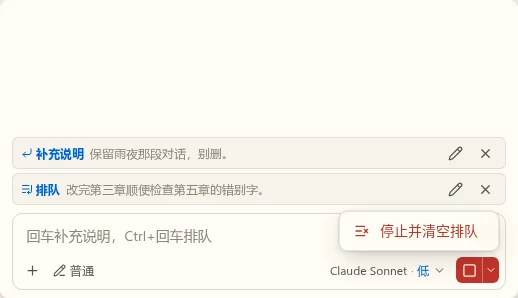 补充说明 保留雨夜那段对话，别删。
排队 改完第三章顺便检查第五章的错别字。
停止并清空排队
回车补充说明，Ctrl+回车排队
普通
Claude Sonnet · 低